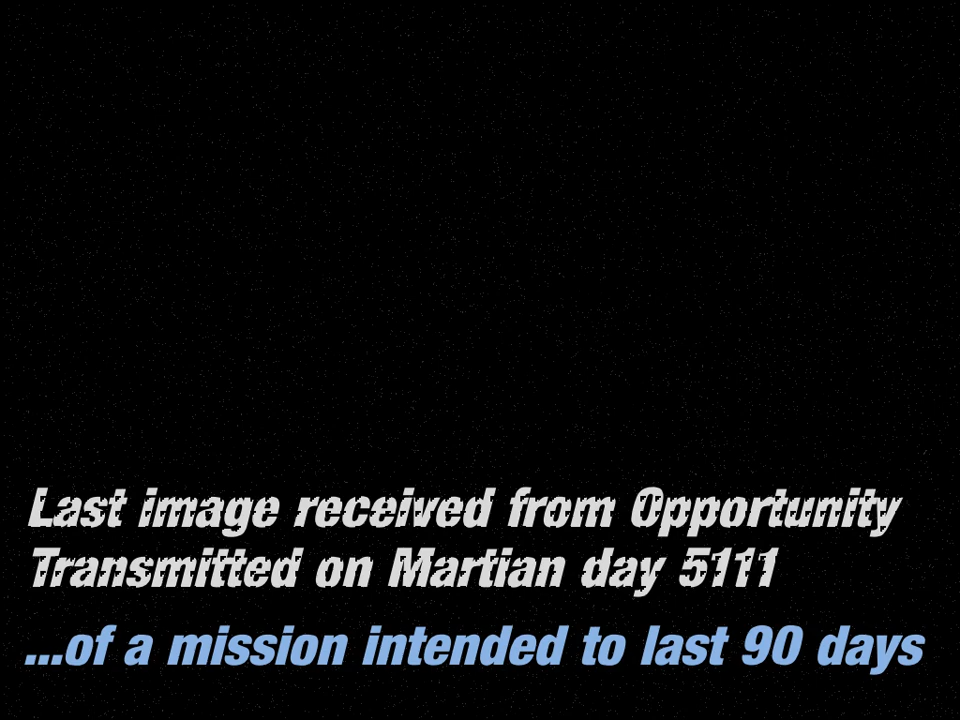 Last image received from Opportunity
Transmitted on Martian day 5111
...of a mission intended to last 90 days